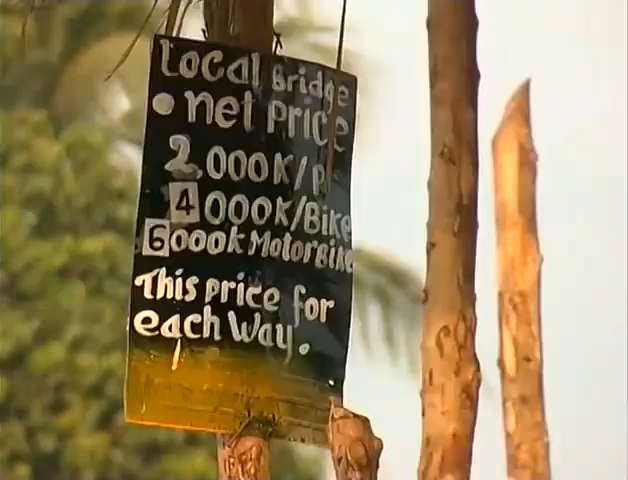 Local Bridge
• net Price
2.000K/P
4000K/Bike
6000K MotorBike
This price for
each Way.